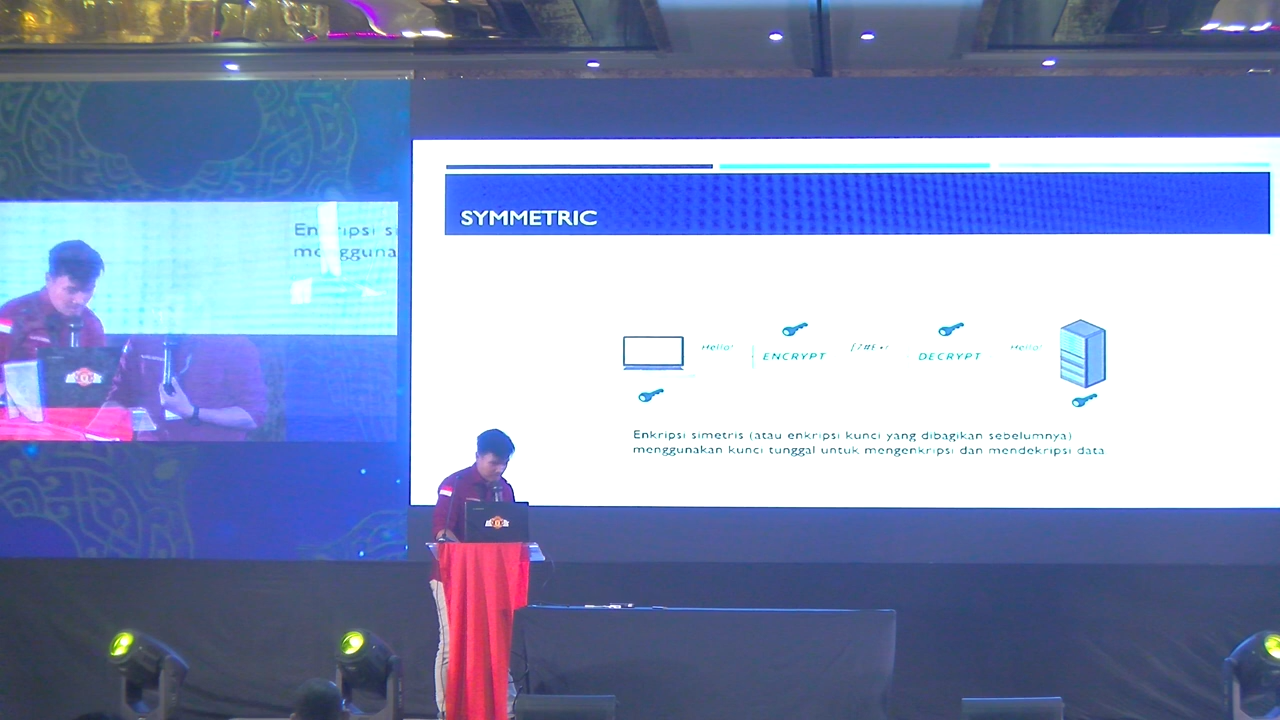 SYMMETRIC
Hello!
ENCRYPT
DECRYPT
Hello!
Enkripsi simetris (atau enkripsi kunci yang dibagikan sebelumnya)
menggunakan kunci tunggal untuk mengenkripsi dan mendekripsi data